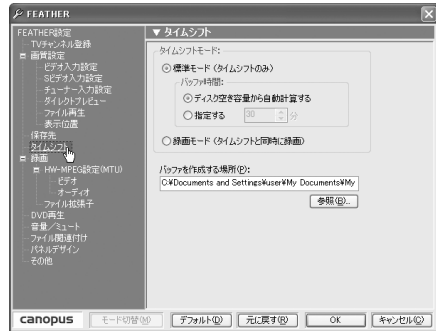 FEATHER
FEATHER設定
TVチャンネル登録
画質設定
ビデオ入力設定
Sビデオ入力設定
チューナー入力設定
ダイレクトプレビュー
ファイル再生
表示位置
保存先
タイムシフト
録画
HW-MPEG設定(MTU)
ビデオ
オーディオ
ファイル拡張子
DVD再生
音量/ミュート
ファイル関連付け
パネルデザイン
その他
▼ タイムシフト
タイムシフトモード:
標準モード (タイムシフトのみ)
バッファ時間:
ディスク空き容量から自動計算する
指定する 30 分
録画モード (タイムシフトと同時に録画)
バッファを作成する場所(P):
C:¥Documents and Settings¥user¥My Documents¥My
参照(B)...
canopus
モード切替(M)
デフォルト(D)
元に戻す(R)
OK
キャンセル(C)